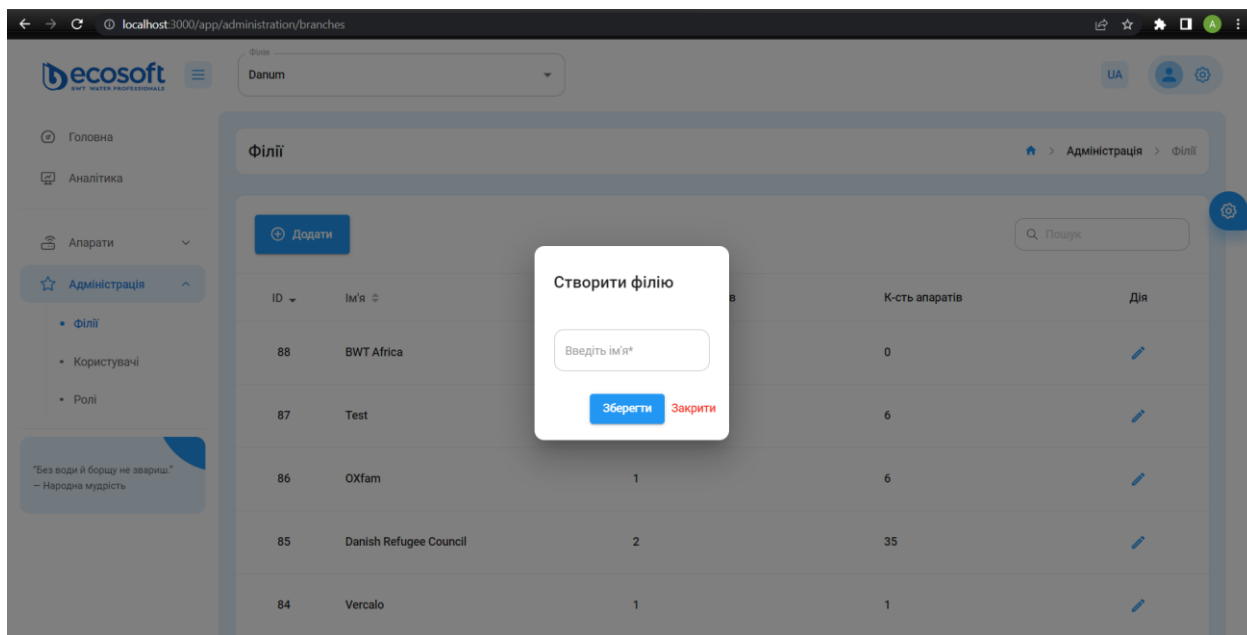 localhost:3000/app/administration/branches
A
ecosoft
BWT WATER PROFESSIONALS
Філія
Danum
UA
Головна
Аналітика
Апарати
Адміністрація
Філії
Користувачі
Ролі
"Без води й борщу не звариш."
— Народна мудрість
Філії
Адміністрація > Філії
Додати
Пошук
ID Ім'я в К-сть апаратів Дія
88 BWT Africa 0
87 Test 6
86 OXfam 1 6
85 Danish Refugee Council 2 35
84 Vercalo 1 1
Створити філію
Введіть ім'я*
Зберегти Закрити